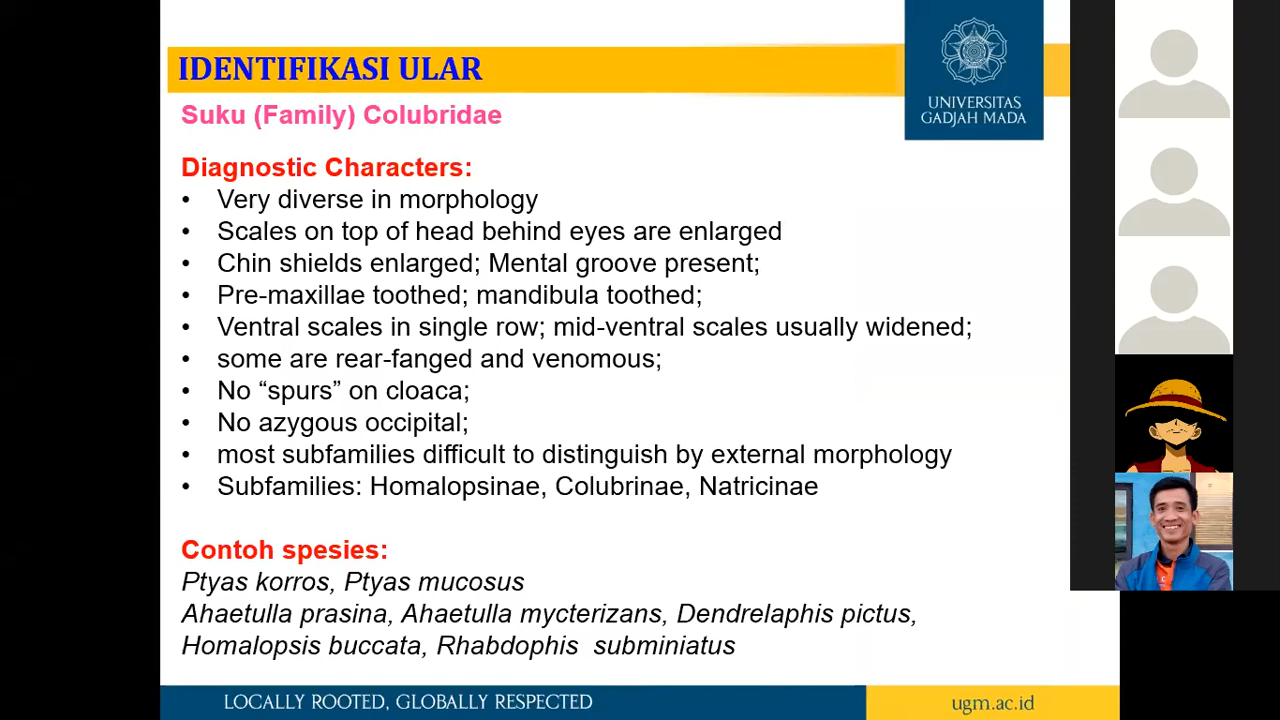 IDENTIFIKASI ULAR
UNIVERSITAS
GADJAH MADA
Suku (Family) Colubridae
Diagnostic Characters:
• Very diverse in morphology
• Scales on top of head behind eyes are enlarged
• Chin shields enlarged; Mental groove present;
• Pre-maxillae toothed; mandibula toothed;
• Ventral scales in single row; mid-ventral scales usually widened;
• some are rear-fanged and venomous;
• No “spurs” on cloaca;
• No azygous occipital;
• most subfamilies difficult to distinguish by external morphology
• Subfamilies: Homalopsinae, Colubrinae, Natricinae
Contoh spesies:
Ptyas korros, Ptyas mucosus
Ahaetulla prasina, Ahaetulla mycterizans, Dendrelaphis pictus,
Homalopsis buccata, Rhabdophis subminiatus
LOCALLY ROOTED, GLOBALLY RESPECTED
ugm.ac.id